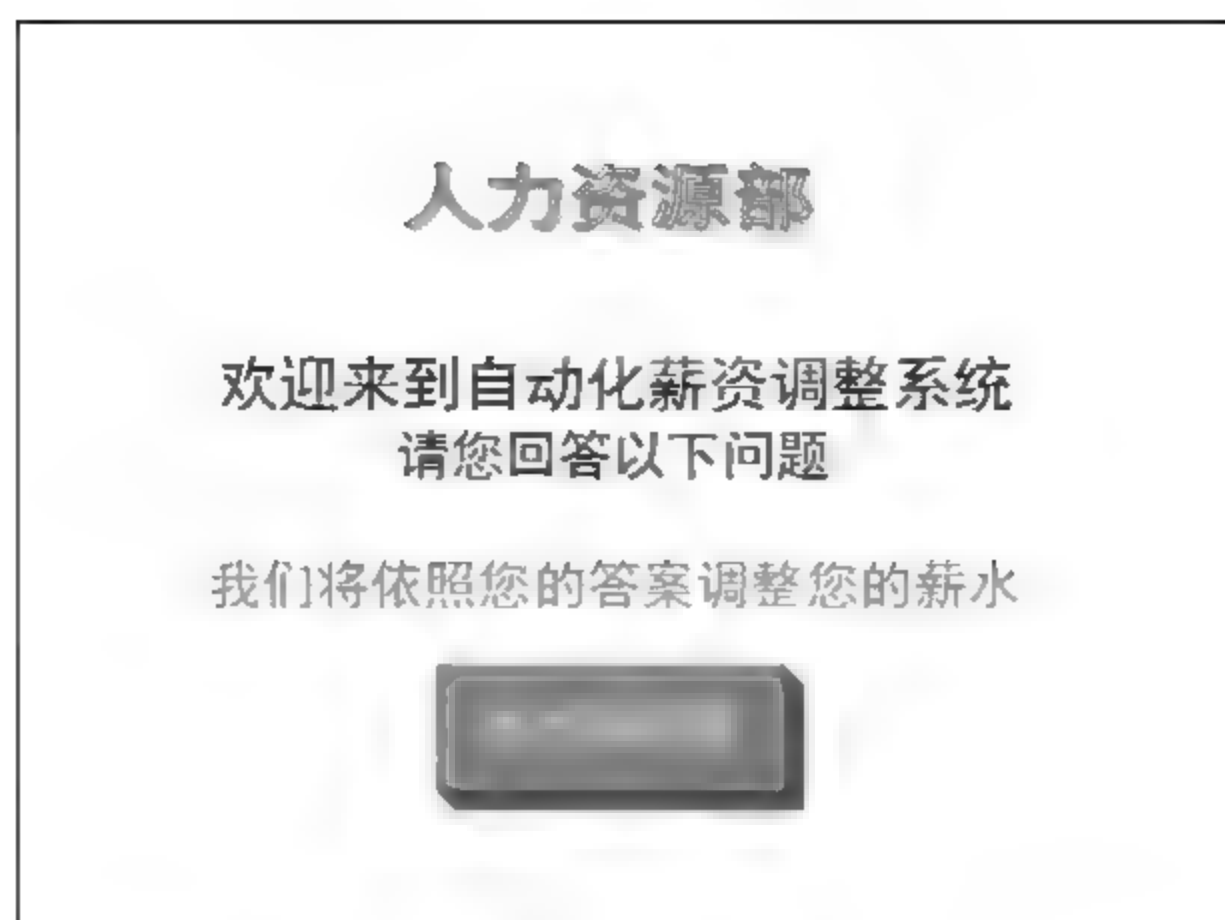 人力资源部
欢迎来到自动化薪资调整系统
请您回答以下问题
我们将依照您的答案调整您的薪水